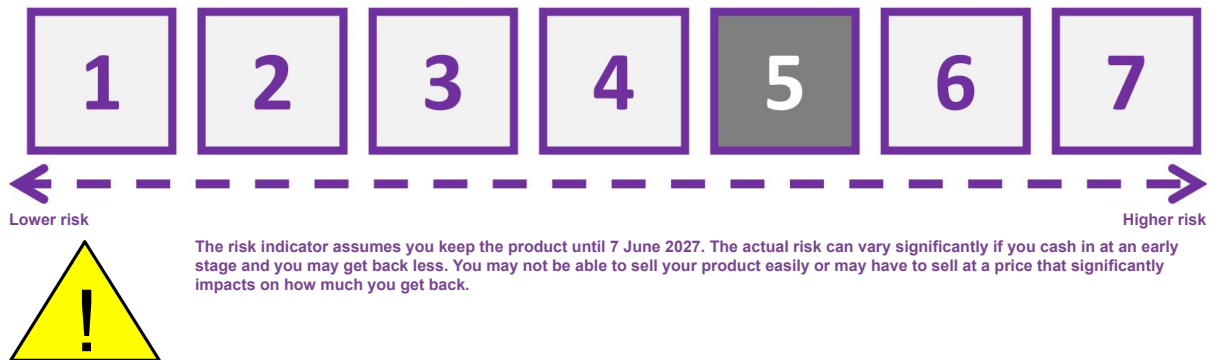 1 2 3 4 5 6 7
Lower risk Higher risk
The risk indicator assumes you keep the product until 7 June 2027. The actual risk can vary significantly if you cash in at an early
stage and you may get back less. You may not be able to sell your product easily or may have to sell at a price that significantly
impacts on how much you get back.
!